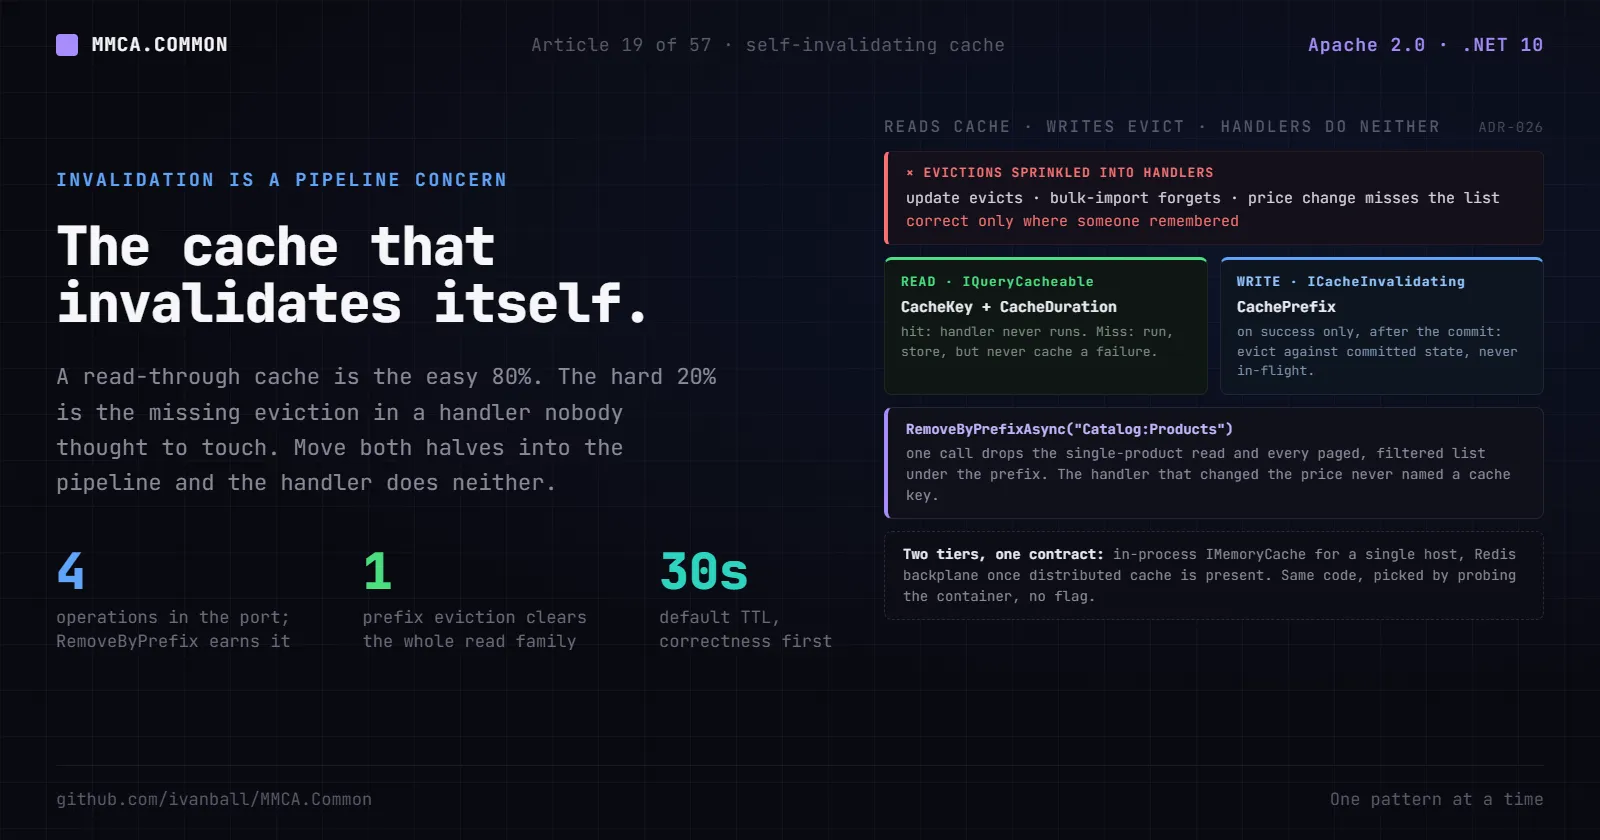 MMCA.COMMON
Article 19 of 57 · self-invalidating cache
Apache 2.0 · .NET 10
INVALIDATION IS A PIPELINE CONCERN
The cache that
invalidates itself.
A read-through cache is the easy 80%. The hard 20%
is the missing eviction in a handler nobody
thought to touch. Move both halves into the
pipeline and the handler does neither.
4
operations in the port;
RemoveByPrefix earns it
1
prefix eviction clears
the whole read family
30s
default TTL,
correctness first
READS CACHE · WRITES EVICT · HANDLERS DO NEITHER
ADR-026
× EVICTIONS SPRINKLED INTO HANDLERS
update evicts · bulk-import forgets · price change misses the list
correct only where someone remembered
READ · IQueryCacheable
CacheKey + CacheDuration
hit: handler never runs. Miss: run,
store, but never cache a failure.
WRITE · ICacheInvalidating
CachePrefix
on success only, after the commit:
evict against committed state, never
in-flight.
RemoveByPrefixAsync("Catalog:Products")
one call drops the single-product read and every paged, filtered list
under the prefix. The handler that changed the price never named a cache
key.
Two tiers, one contract: in-process IMemoryCache for a single host, Redis
backplane once distributed cache is present. Same code, picked by probing
the container, no flag.
github.com/ivanball/MMCA.Common
One pattern at a time